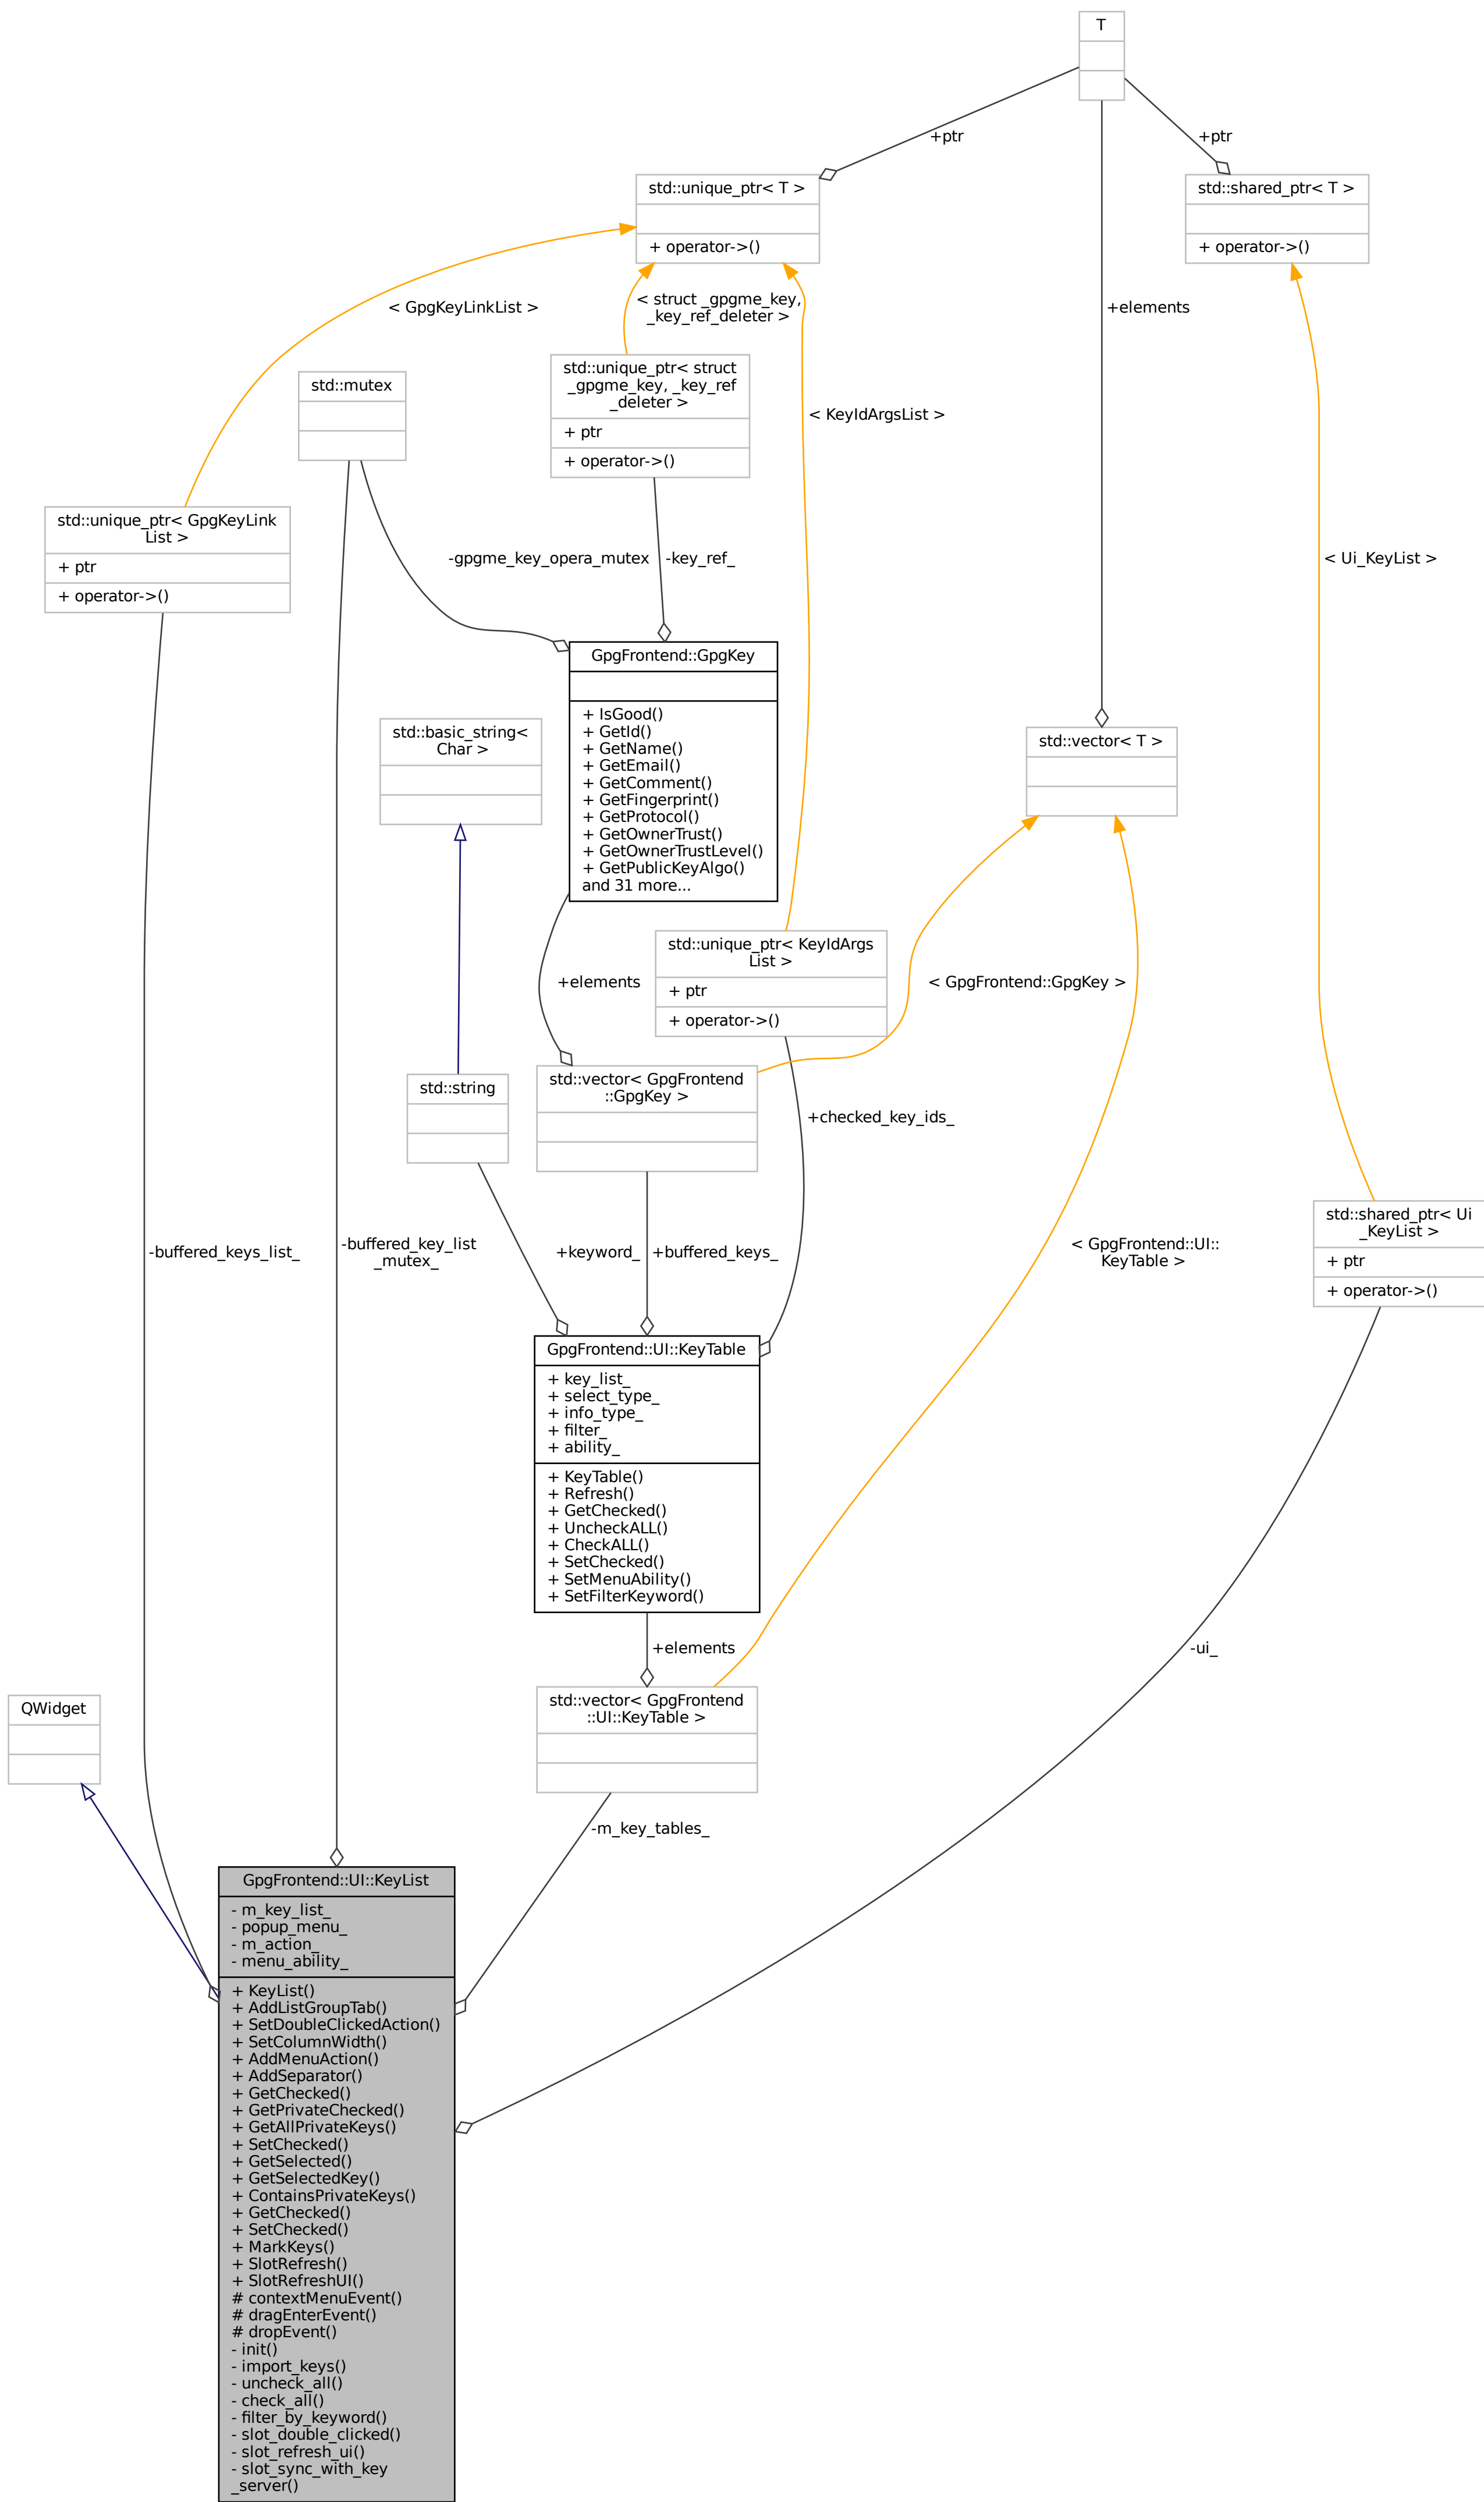 T
+ptr
+ptr
std::unique_ptr< T >
+ operator->()
std::shared_ptr< T >
+ operator->()
< GpgKeyLinkList >
< struct _gpgme_key,
_key_ref_deleter >
+elements
std::mutex
std::unique_ptr< struct
_gpgme_key, _key_ref
_deleter >
+ ptr
+ operator->()
< KeyIdArgsList >
std::unique_ptr< GpgKeyLink
List >
+ ptr
+ operator->()
-gpgme_key_opera_mutex
-key_ref_
< Ui_KeyList >
GpgFrontend::GpgKey
+ IsGood()
+ GetId()
+ GetName()
+ GetEmail()
+ GetComment()
+ GetFingerprint()
+ GetProtocol()
+ GetOwnerTrust()
+ GetOwnerTrustLevel()
+ GetPublicKeyAlgo()
and 31 more...
std::basic_string<
Char >
std::vector< T >
std::unique_ptr< KeyIdArgs
List >
+ ptr
+ operator->()
+elements
< GpgFrontend::GpgKey >
std::string
std::vector< GpgFrontend
::GpgKey >
+checked_key_ids_
-buffered_keys_list_
-buffered_key_list
_mutex_
+keyword_
+buffered_keys_
< GpgFrontend::UI::
KeyTable >
std::shared_ptr< Ui
_KeyList >
+ ptr
+ operator->()
GpgFrontend::UI::KeyTable
+ key_list_
+ select_type_
+ info_type_
+ filter_
+ ability_
+ KeyTable()
+ Refresh()
+ GetChecked()
+ UncheckALL()
+ CheckALL()
+ SetChecked()
+ SetMenuAbility()
+ SetFilterKeyword()
+elements
-ui_
QWidget
std::vector< GpgFrontend
::UI::KeyTable >
-m_key_tables_
GpgFrontend::UI::KeyList
- m_key_list_
- popup_menu_
- m_action_
- menu_ability_
+ KeyList()
+ AddListGroupTab()
+ SetDoubleClickedAction()
+ SetColumnWidth()
+ AddMenuAction()
+ AddSeparator()
+ GetChecked()
+ GetPrivateChecked()
+ GetAllPrivateKeys()
+ SetChecked()
+ GetSelected()
+ GetSelectedKey()
+ ContainsPrivateKeys()
+ GetChecked()
+ SetChecked()
+ MarkKeys()
+ SlotRefresh()
+ SlotRefreshUI()
# contextMenuEvent()
# dragEnterEvent()
# dropEvent()
- init()
- import_keys()
- uncheck_all()
- check_all()
- filter_by_keyword()
- slot_double_clicked()
- slot_refresh_ui()
- slot_sync_with_key
_server()